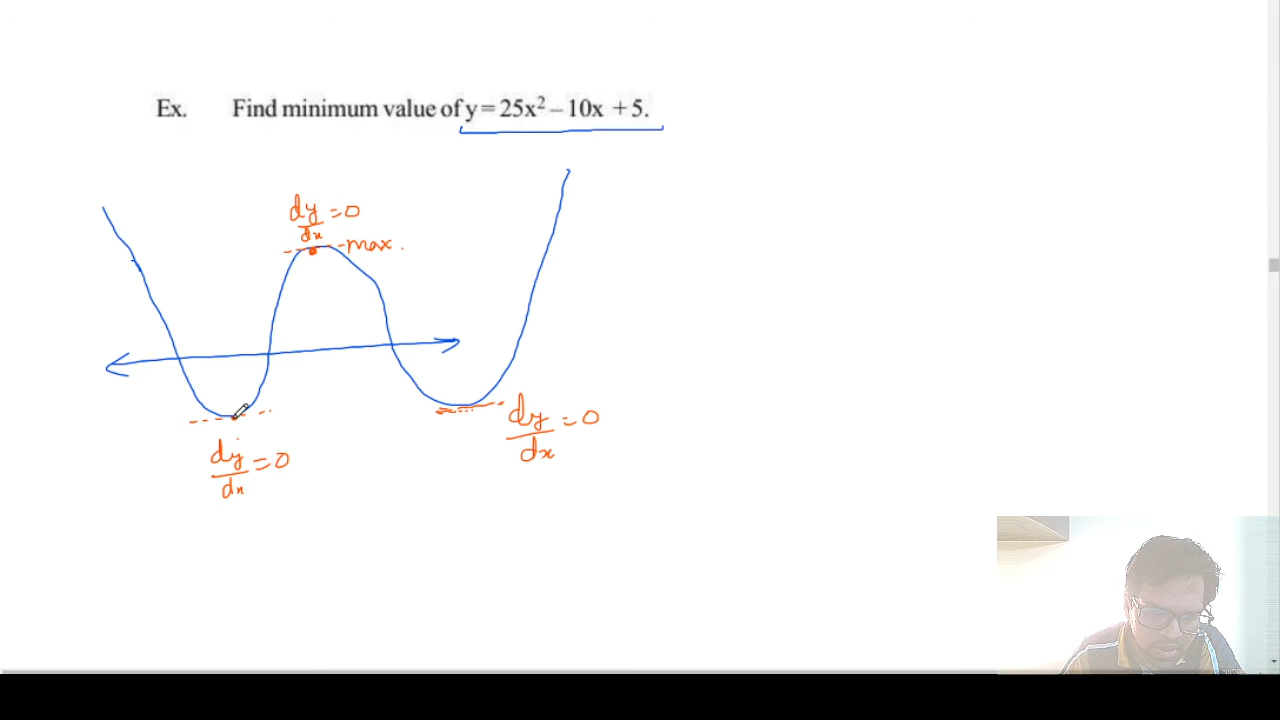 Ex. Find minimum value of y = 25x² – 10x + 5.
dy/dx = 0
max.
dy/dx = 0
dy/dx = 0